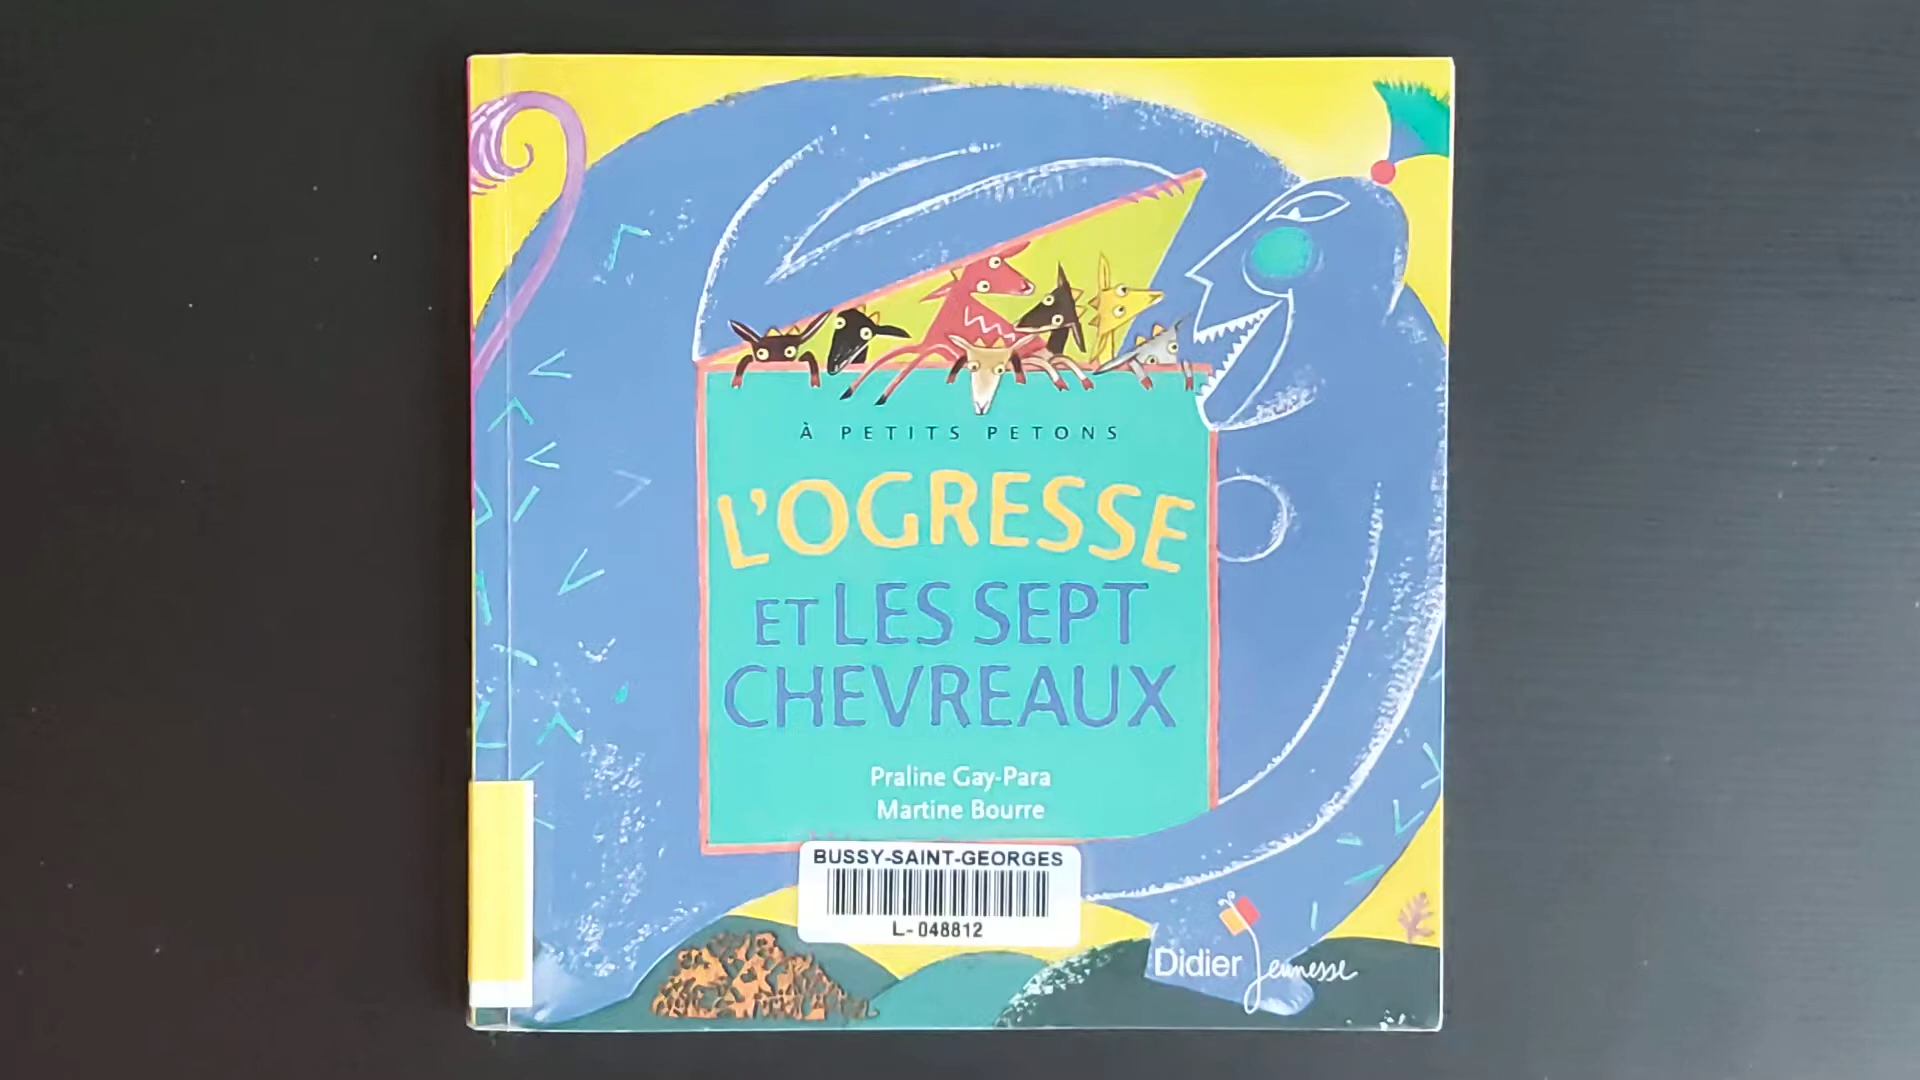 À PETITS PETONS
L'OGRESSE
ET LES SEPT
CHEVREAUX
Praline Gay-Para
Martine Bourre
BUSSY-SAINT-GEORGES
L-048812
Didier Jeunesse